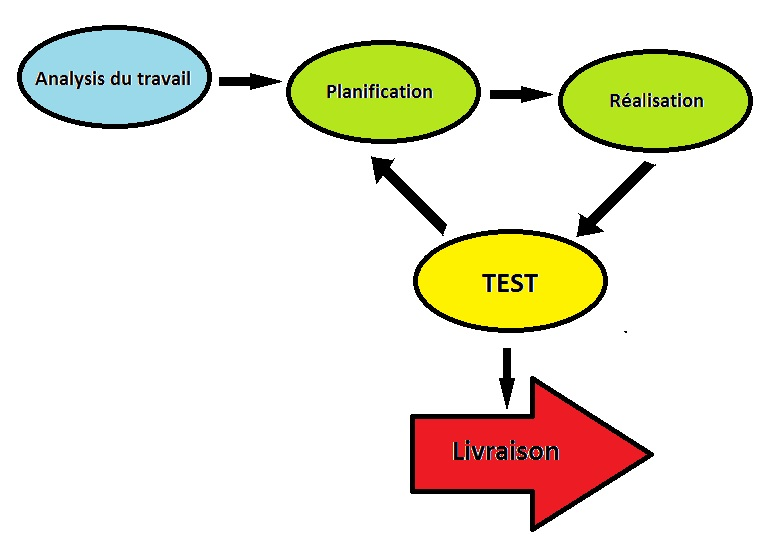 Analysis du travail
Planification
Réalisation
TEST
Livraison